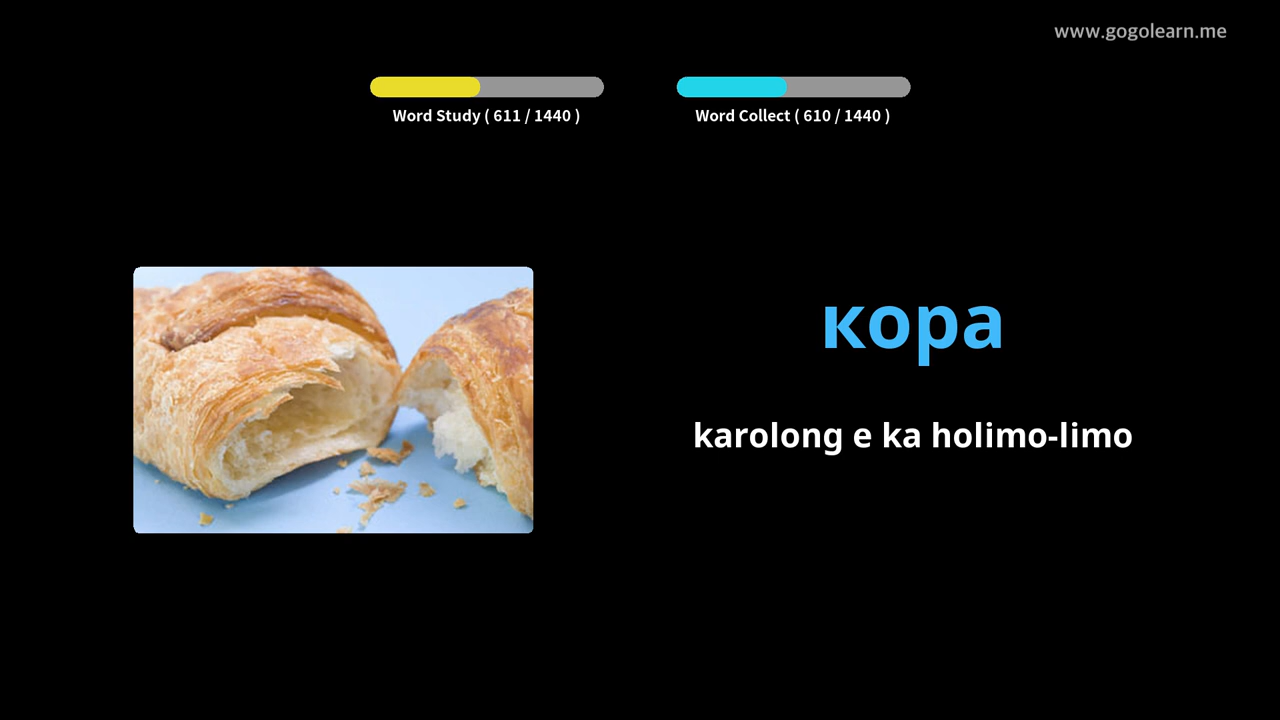 www.gogolearn.me
Word Study ( 611 / 1440 )
Word Collect ( 610 / 1440 )
кора
karolong e ka holimo-limo